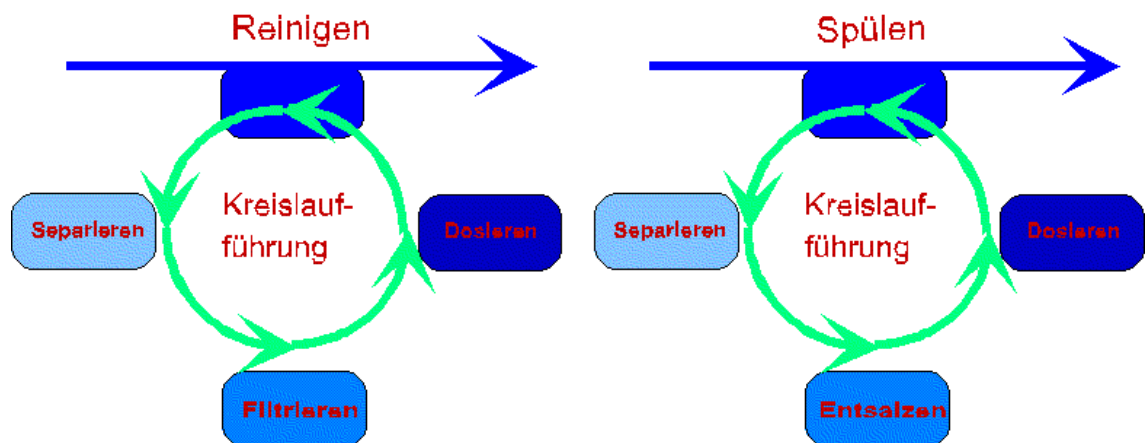 Reinigen
Separieren
Kreislauf-
führung
Dosieren
Filtrieren
Spülen
Separieren
Kreislauf-
führung
Dosieren
Entsalzen